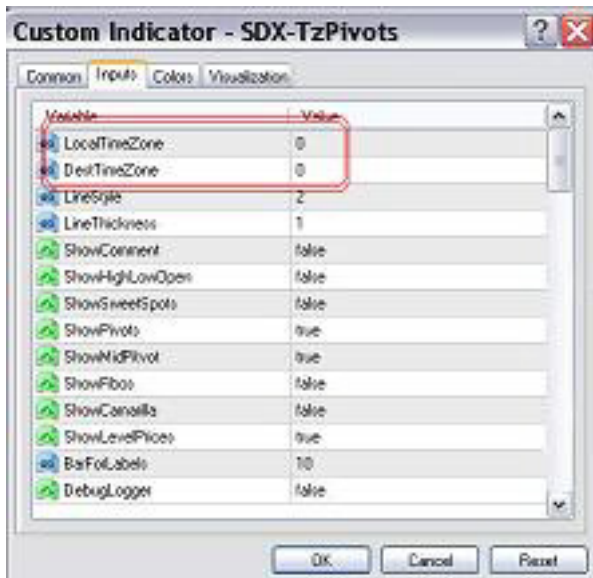 Custom Indicator - SDX-TzPivots
Common Inputs Colors Visualization
Variable Value
LocalTimeZone 0
DestTimeZone 0
LineStyle 2
LineThickness 1
ShowComment false
ShowHighLowOpen false
ShowSweetSpots false
ShowPivots true
ShowMidPitvot true
ShowFibos false
ShowCamarilla false
ShowLevelPrices true
BarForLabels 10
DebugLogger false
OK Cancel Reset